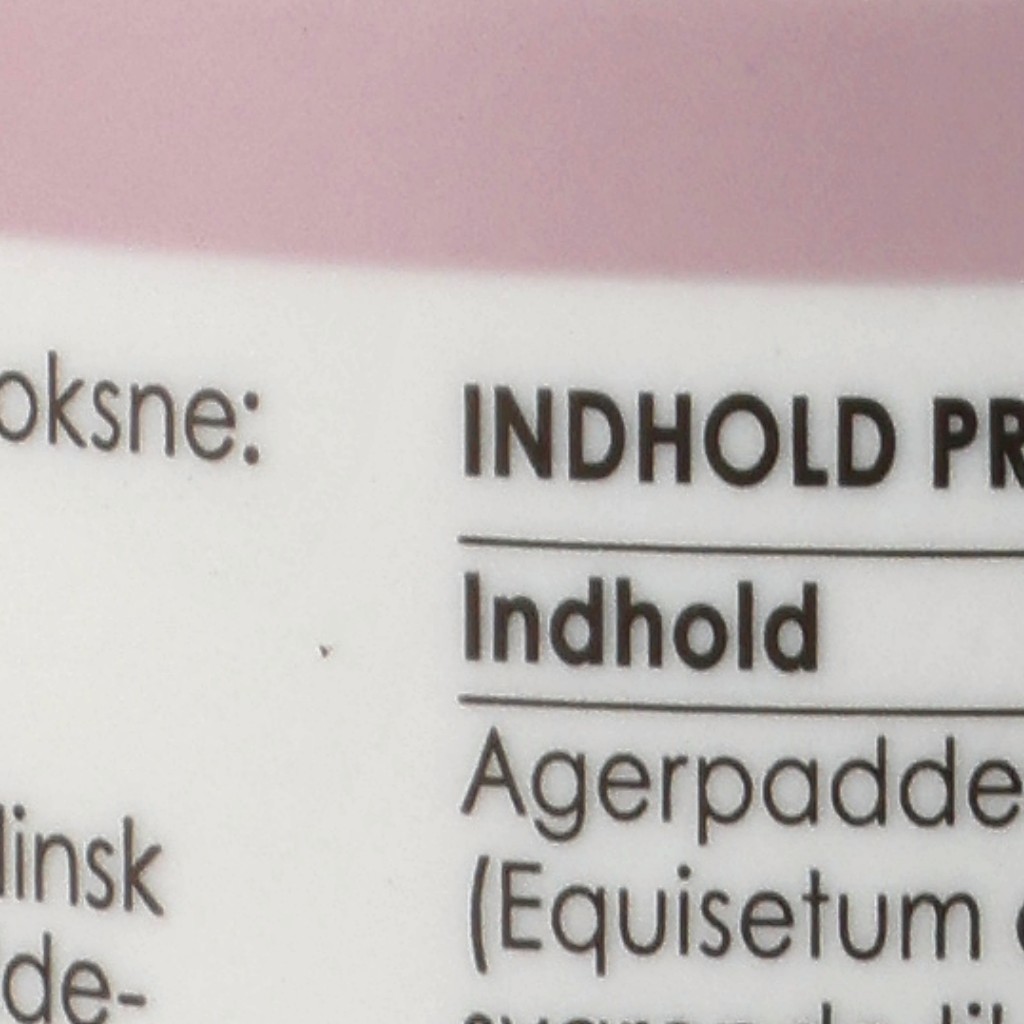 oksne:
linsk
de-
INDHOLD PR
Indhold
Agerpadde
(Equisetum